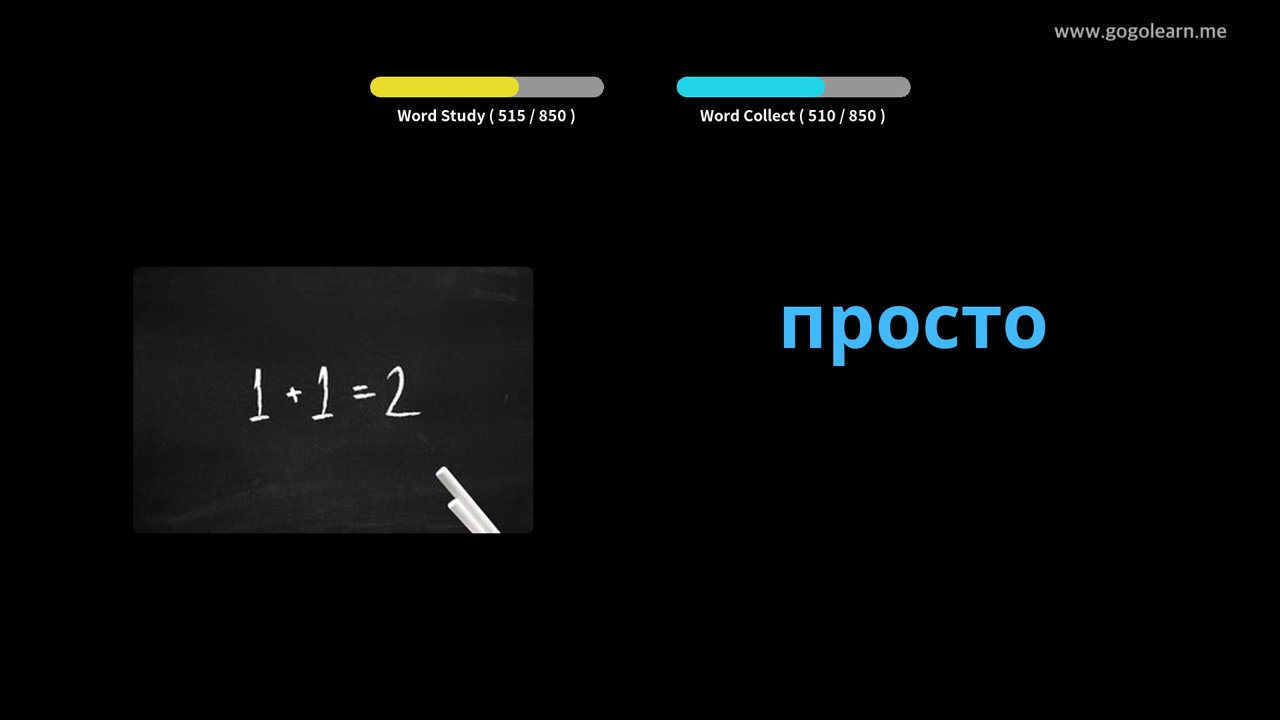 www.gogolearn.me
Word Study ( 515 / 850 )
Word Collect ( 510 / 850 )
просто
1 + 1 = 2